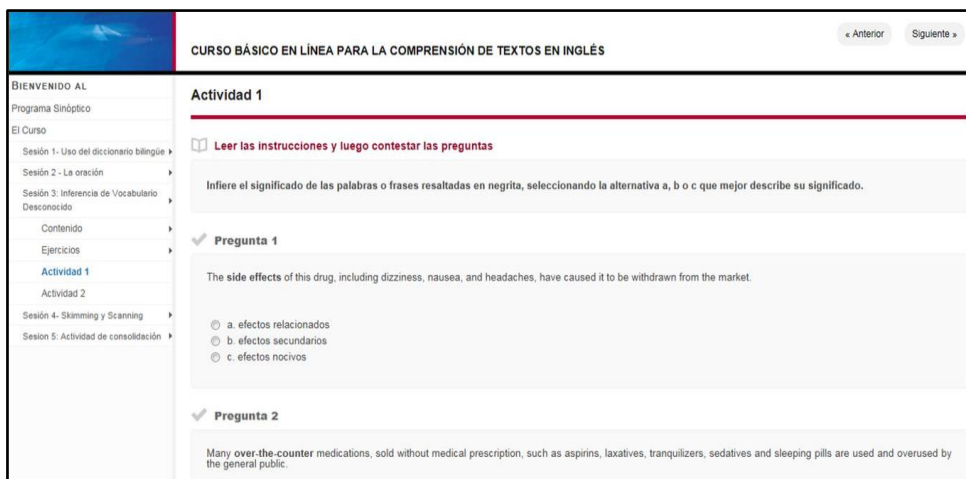 CURSO BÁSICO EN LÍNEA PARA LA COMPRENSIÓN DE TEXTOS EN INGLÉS
« Anterior
Siguiente »
BIENVENIDO AL
Programa Sinóptico
El Curso
Sesión 1- Uso del diccionario bilingüe
Sesión 2 - La oración
Sesión 3: Inferencia de Vocabulario
Desconocido
Contenido
Ejercicios
Actividad 1
Actividad 2
Sesión 4- Skimming y Scanning
Sesion 5: Actividad de consolidación
Actividad 1
Leer las instrucciones y luego contestar las preguntas
Infiere el significado de las palabras o frases resaltadas en negrita, seleccionando la alternativa a, b o c que mejor describe su significado.
Pregunta 1
The side effects of this drug, including dizziness, nausea, and headaches, have caused it to be withdrawn from the market.
a. efectos relacionados
b. efectos secundarios
c. efectos nocivos
Pregunta 2
Many over-the-counter medications, sold without medical prescription, such as aspirins, laxatives, tranquilizers, sedatives and sleeping pills are used and overused by
the general public.